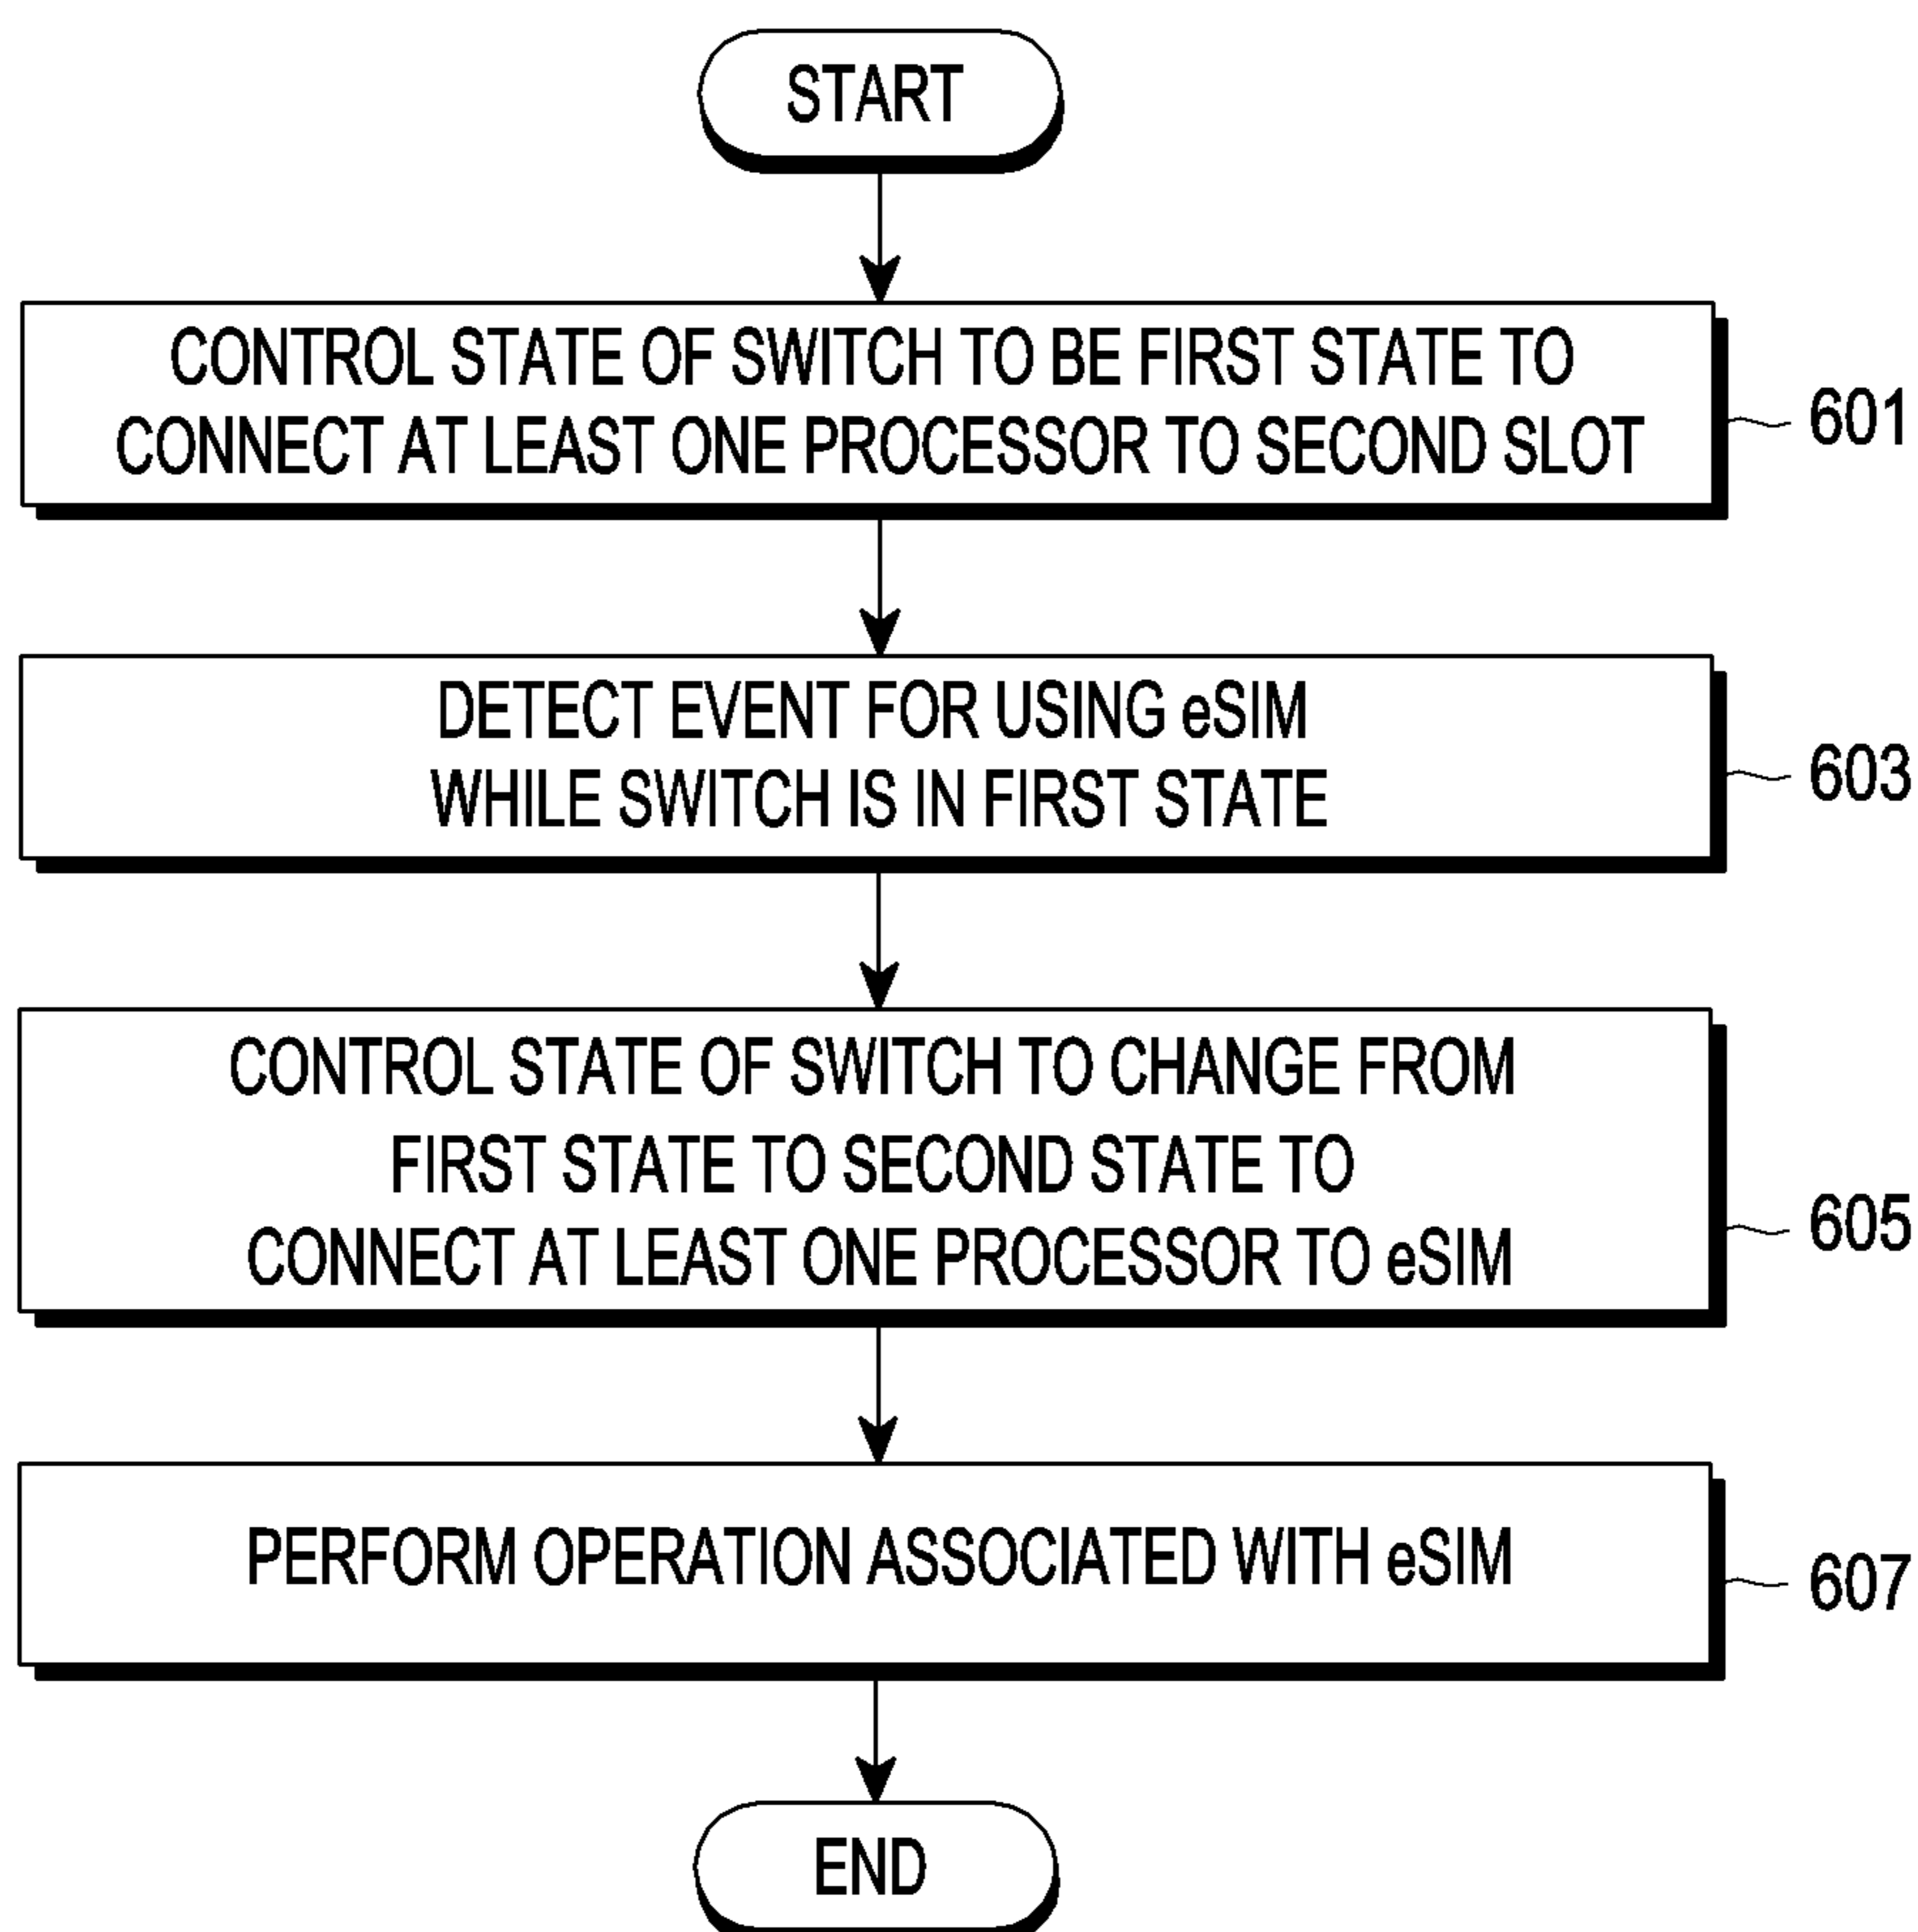 START
CONTROL STATE OF SWITCH TO BE FIRST STATE TO
CONNECT AT LEAST ONE PROCESSOR TO SECOND SLOT
601
DETECT EVENT FOR USING eSIM
WHILE SWITCH IS IN FIRST STATE
603
CONTROL STATE OF SWITCH TO CHANGE FROM
FIRST STATE TO SECOND STATE TO
CONNECT AT LEAST ONE PROCESSOR TO eSIM
605
PERFORM OPERATION ASSOCIATED WITH eSIM
607
END